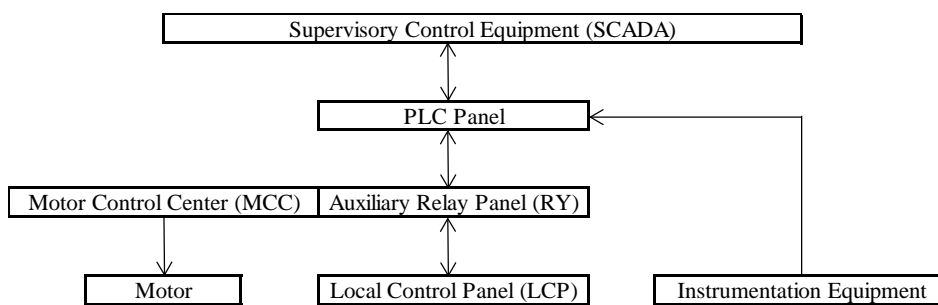 Supervisory Control Equipment (SCADA)
PLC Panel
Motor Control Center (MCC)
Auxiliary Relay Panel (RY)
Motor
Local Control Panel (LCP)
Instrumentation Equipment